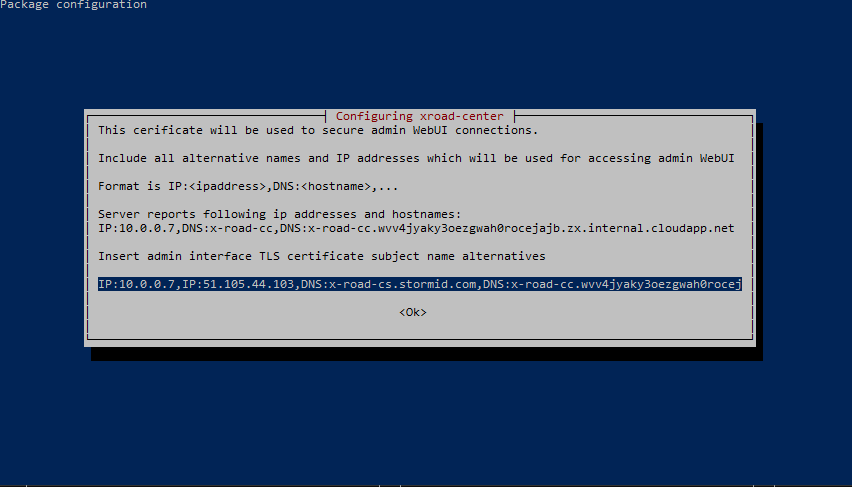 Package configuration
Configuring xroad-center
This cerificate will be used to secure admin WebUI connections.
Include all alternative names and IP addresses which will be used for accessing admin WebUI
Format is IP:<ipaddress>,DNS:<hostname>,...
Server reports following ip addresses and hostnames:
IP:10.0.0.7,DNS:x-road-cc,DNS:x-road-cc.wvv4jyaky3oezgwah0rocejajb.zx.internal.cloudapp.net
Insert admin interface TLS certificate subject name alternatives
IP:10.0.0.7,IP:51.105.44.103,DNS:x-road-cs.stormid.com,DNS:x-road-cc.wvv4jyaky3oezgwah0rocej
<Ok>